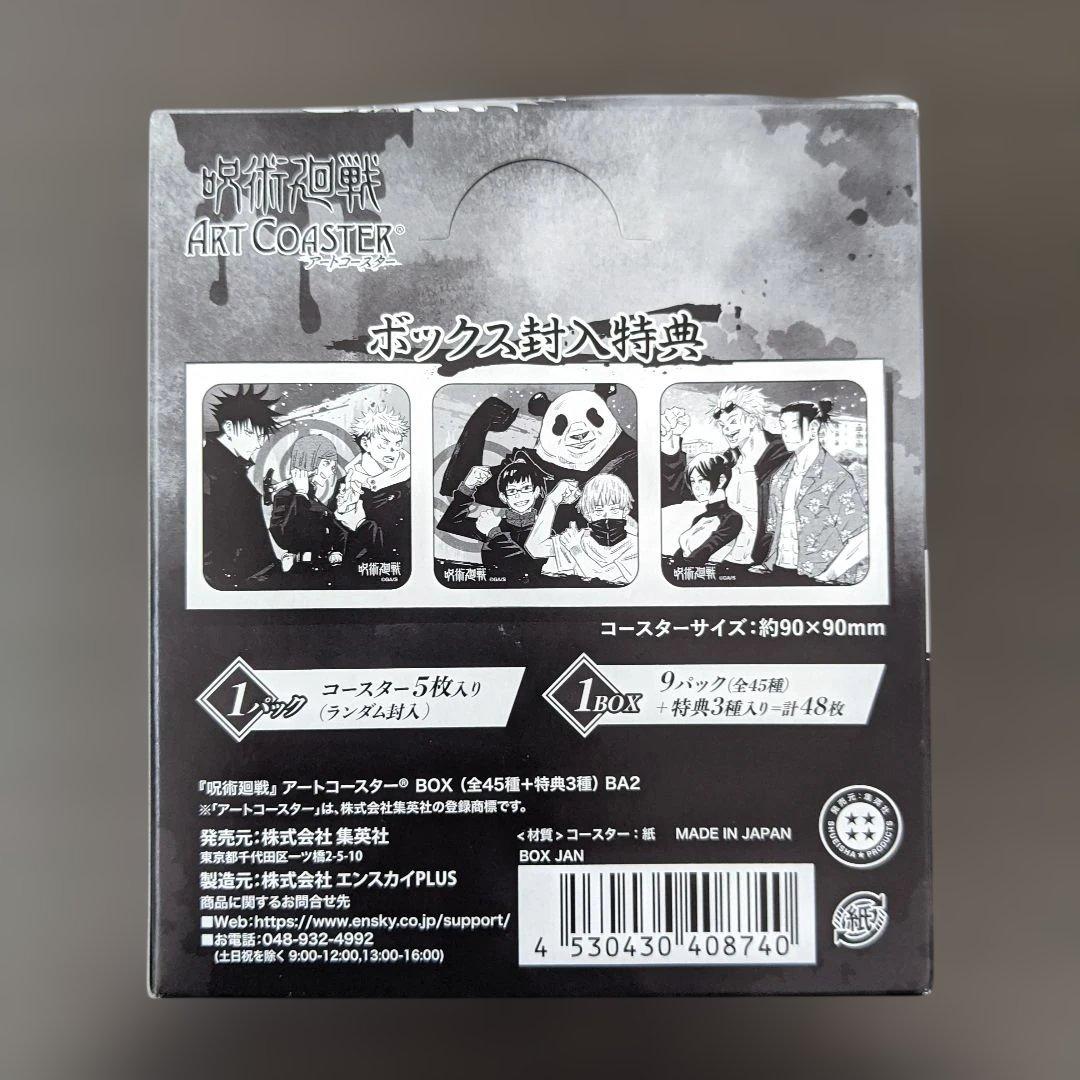 呪術廻戦
ART COASTER®
アートコースター
ボックス封入特典
呪術廻戦 ©GA/S
呪術廻戦 ©GA/S
呪術廻戦 ©GA/S
コースターサイズ:約90×90mm
1パック
コースター5枚入り
(ランダム封入)
1BOX
9パック(全45種)
+特典3種入り=計48枚
『呪術廻戦』アートコースター® BOX (全45種+特典3種) BA2
※「アートコースター」は、株式会社集英社の登録商標です。
発売元:株式会社 集英社
東京都千代田区一ツ橋2-5-10
製造元:株式会社 エンスカイPLUS
商品に関するお問合せ先
■Web:https://www.ensky.co.jp/support/
■お電話:048-932-4992
(土日祝を除く 9:00-12:00,13:00-16:00)
<材質>コースター:紙 MADE IN JAPAN
BOX JAN
4 530430 408740
発売元:集英社
SHUEISHA★PRODUCTS
紙